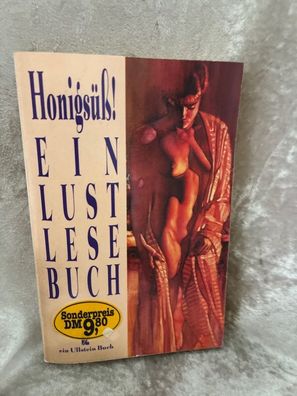 Honigsüß!
EIN
LUST
LESE
BUCH
Sonderpreis
DM 9,80
ein Ullstein Buch